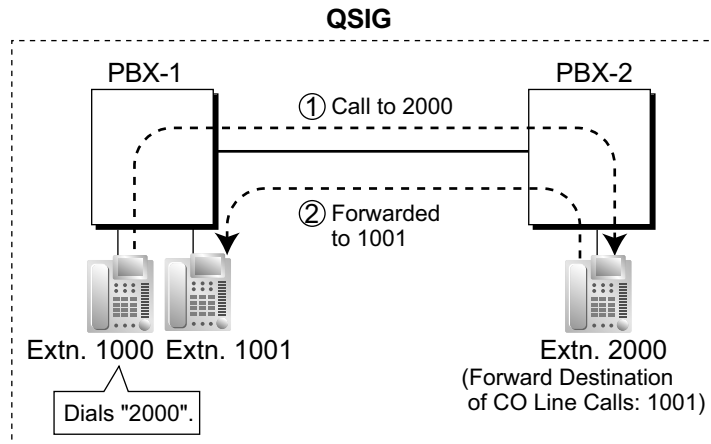 QSIG
PBX-1
PBX-2
① Call to 2000
② Forwarded
to 1001
Extn. 1000
Extn. 1001
Extn. 2000
(Forward Destination
of CO Line Calls: 1001)
Dials "2000".